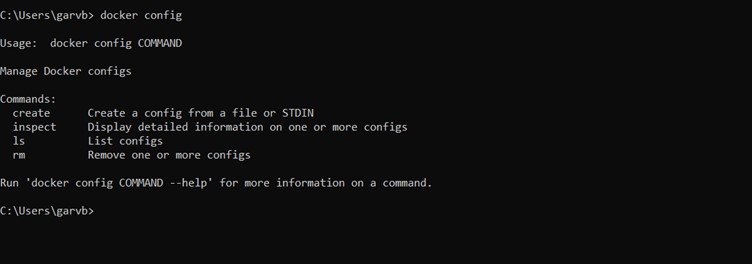 C:\Users\garvb> docker config
Usage:  docker config COMMAND
Manage Docker configs
Commands:
  create      Create a config from a file or STDIN
  inspect     Display detailed information on one or more configs
  ls          List configs
  rm          Remove one or more configs
Run 'docker config COMMAND --help' for more information on a command.
C:\Users\garvb>